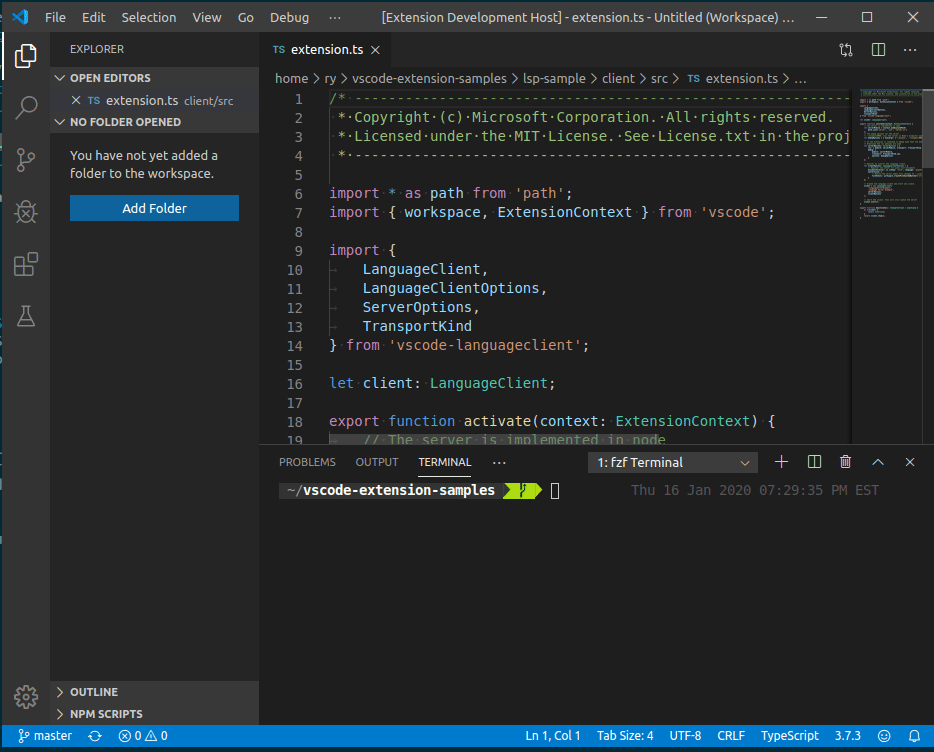 File Edit Selection View Go Debug ··· [Extension Development Host] - extension.ts - Untitled (Workspace) ...
EXPLORER
OPEN EDITORS
TS extension.ts client/src
NO FOLDER OPENED
You have not yet added a
folder to the workspace.
Add Folder
OUTLINE
NPM SCRIPTS
TS extension.ts
home > ry > vscode-extension-samples > lsp-sample > client > src > TS extension.ts > ...
1 /* --------------------------------------------------------------
2 * Copyright (c) Microsoft Corporation. All rights reserved.
3 * Licensed under the MIT License. See License.txt in the proj
4 * --------------------------------------------------------------
5
6 import * as path from 'path';
7 import { workspace, ExtensionContext } from 'vscode';
8
9 import {
10 LanguageClient,
11 LanguageClientOptions,
12 ServerOptions,
13 TransportKind
14 } from 'vscode-languageclient';
15
16 let client: LanguageClient;
17
18 export function activate(context: ExtensionContext) {
19 // The server is implemented in node
PROBLEMS OUTPUT TERMINAL ··· 1: fzf Terminal
~/vscode-extension-samples Thu 16 Jan 2020 07:29:35 PM EST
master 0 0 Ln 1, Col 1 Tab Size: 4 UTF-8 CRLF TypeScript 3.7.3